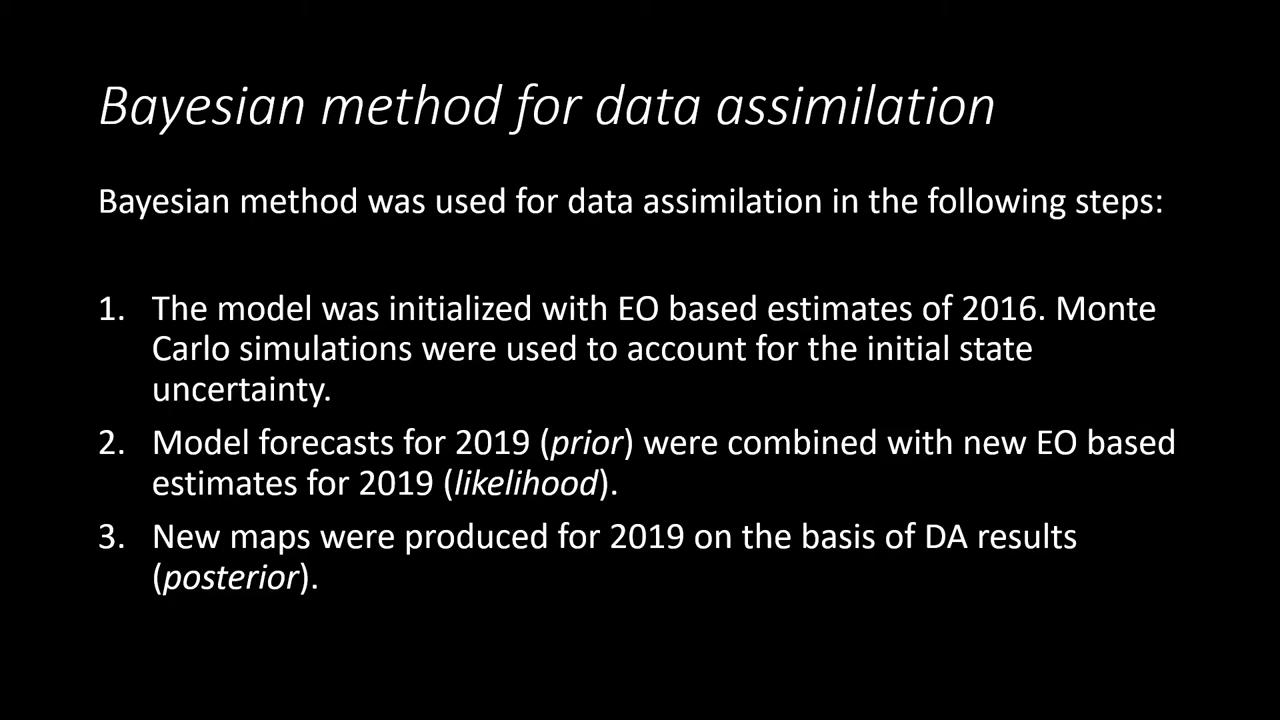 Bayesian method for data assimilation
Bayesian method was used for data assimilation in the following steps:
1. The model was initialized with EO based estimates of 2016. Monte
Carlo simulations were used to account for the initial state
uncertainty.
2. Model forecasts for 2019 (prior) were combined with new EO based
estimates for 2019 (likelihood).
3. New maps were produced for 2019 on the basis of DA results
(posterior).